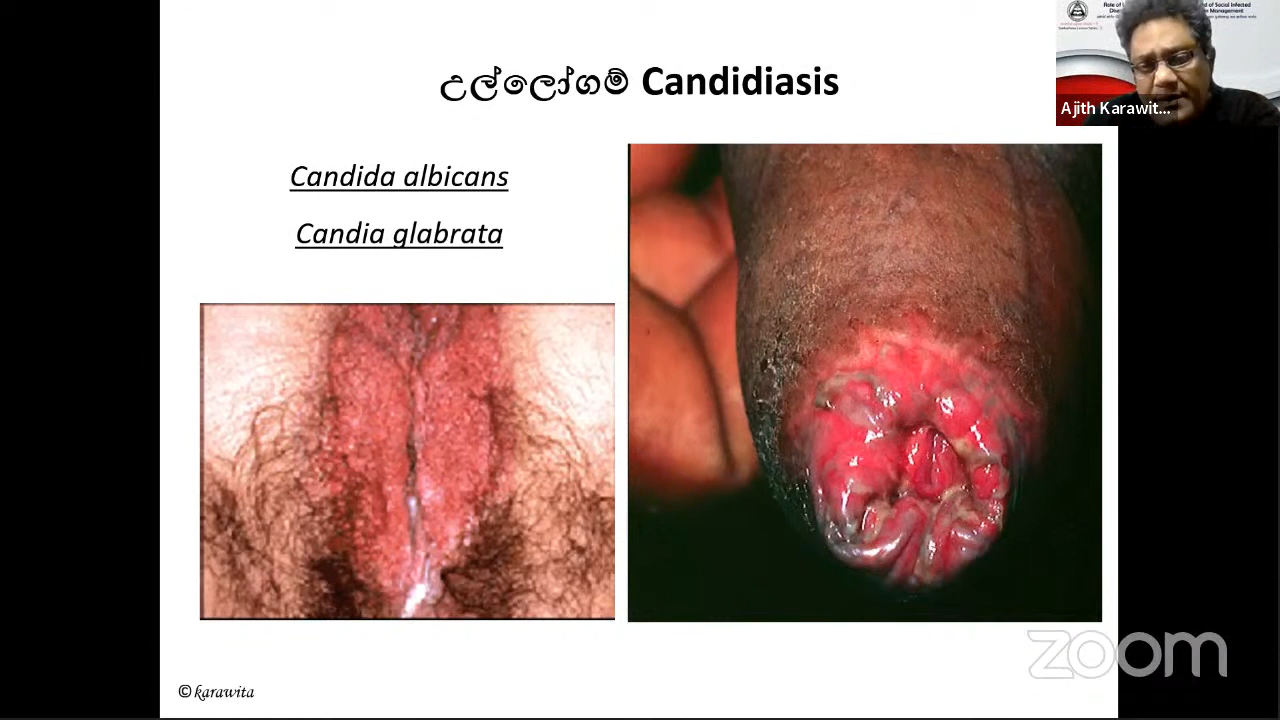 උල්ලෝගම් Candidiasis
Candida albicans
Candia glabrata
© karawita
Ajith Karawit...
zoom